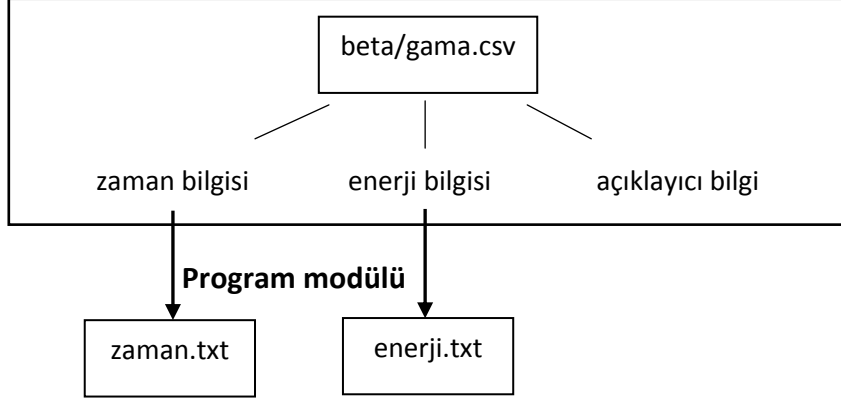 beta/gama.csv
zaman bilgisi enerji bilgisi açıklayıcı bilgi
Program modülü
zaman.txt enerji.txt